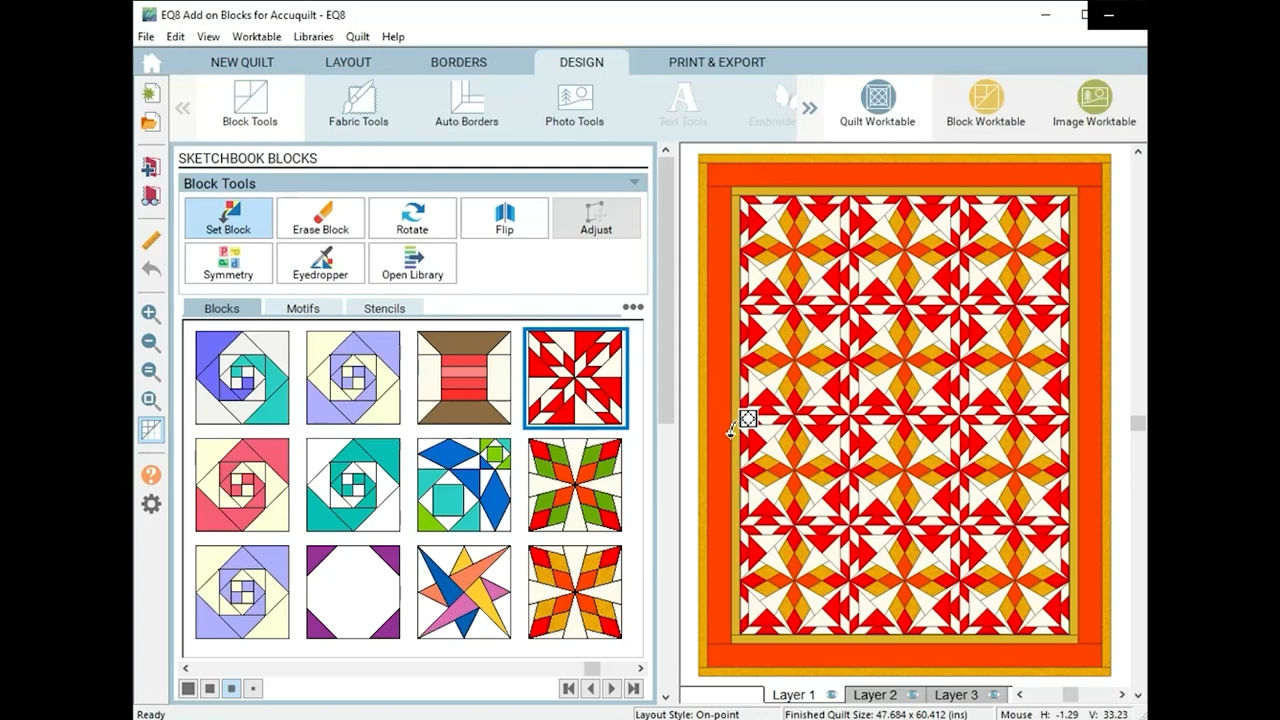 EQ8 Add on Blocks for Accuquilt - EQ8
File Edit View Worktable Libraries Quilt Help
NEW QUILT LAYOUT BORDERS DESIGN PRINT & EXPORT
Block Tools Fabric Tools Auto Borders Photo Tools Text Tools Embroide Quilt Worktable Block Worktable Image Worktable
SKETCHBOOK BLOCKS
Block Tools
Set Block Erase Block Rotate Flip Adjust
Symmetry Eyedropper Open Library
Blocks Motifs Stencils
Layer 1 Layer 2 Layer 3
Ready Layout Style: On-point Finished Quilt Size: 47.684 x 60.412 (ins) Mouse H: -1.29 V: 33.23